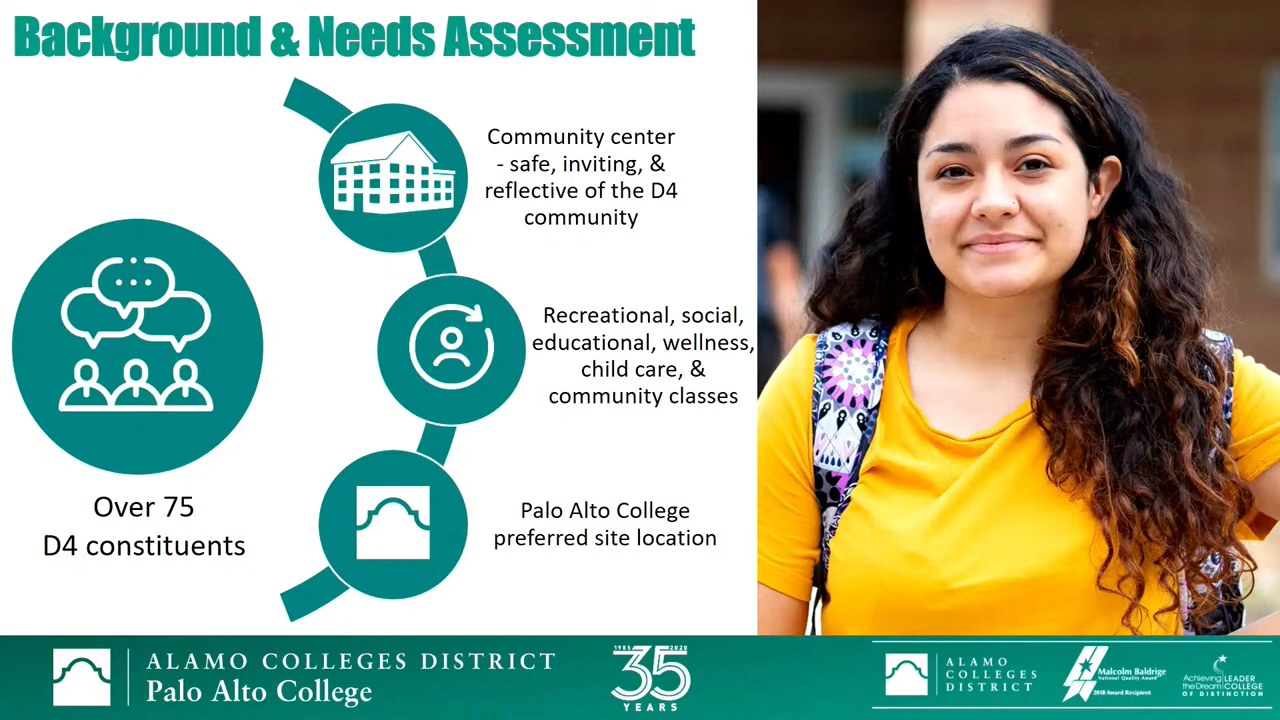 Background & Needs Assessment
Community center
- safe, inviting, &
reflective of the D4
community
Recreational, social,
educational, wellness,
child care, &
community classes
Over 75
D4 constituents
Palo Alto College
preferred site location
ALAMO COLLEGES DISTRICT
Palo Alto College
1985 2020
35
YEARS
ALAMO
COLLEGES
DISTRICT
Malcolm Baldrige
National Quality Award
2018 Award Recipient
Achieving the Dream
LEADER COLLEGE
OF DISTINCTION